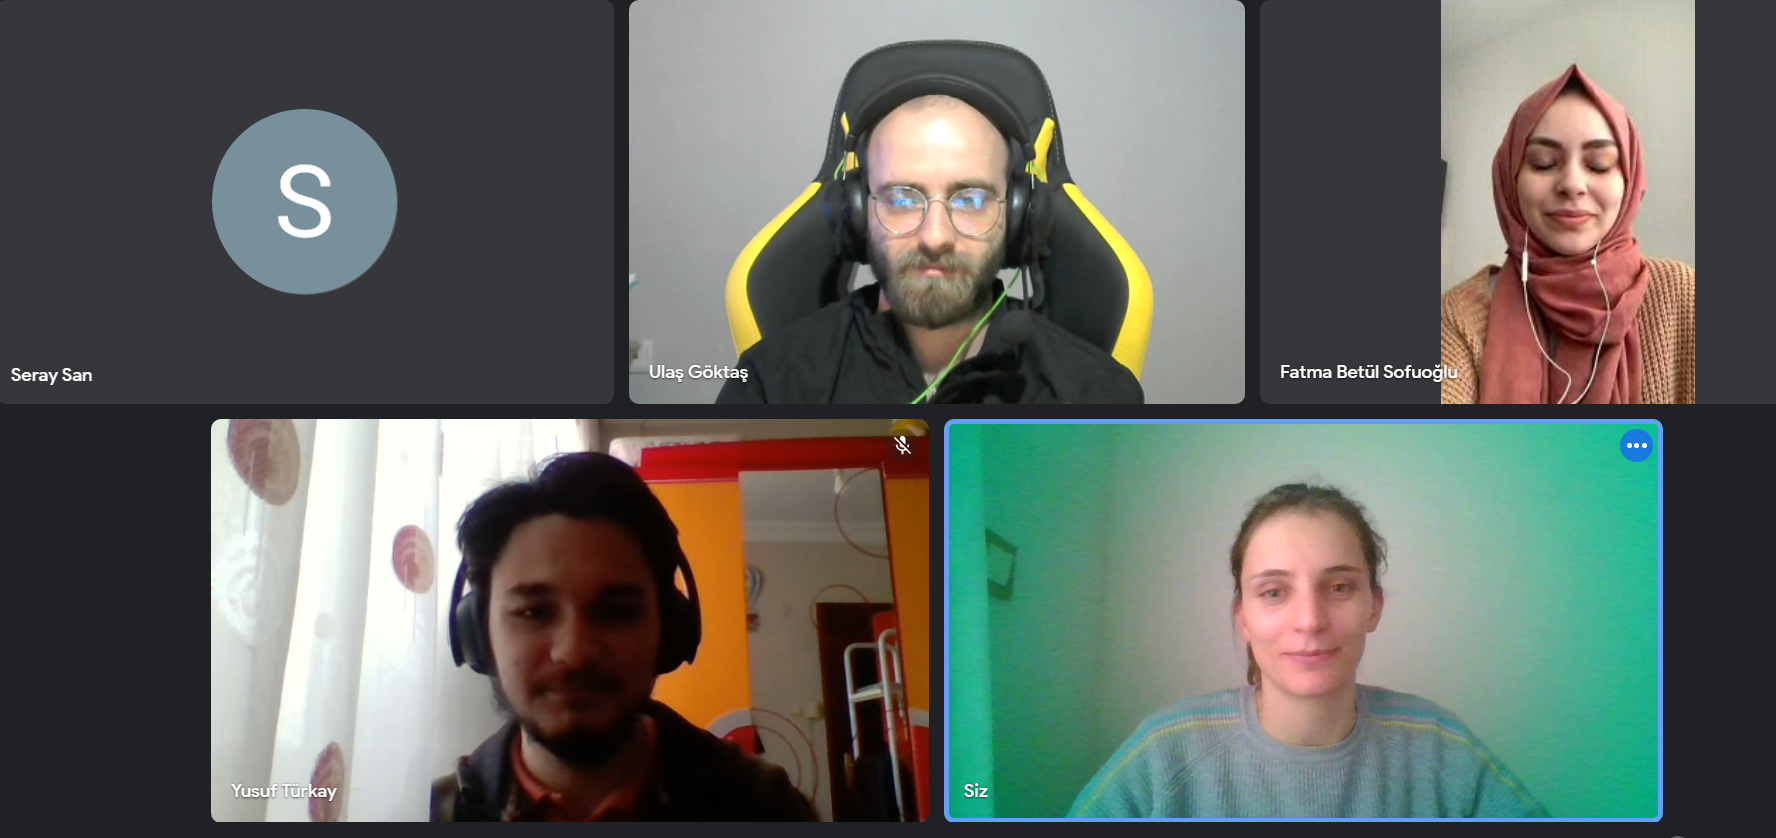 S
Seray San
Ulaş Göktaş
Fatma Betül Sofuoğlu
Yusuf Türkay
Siz